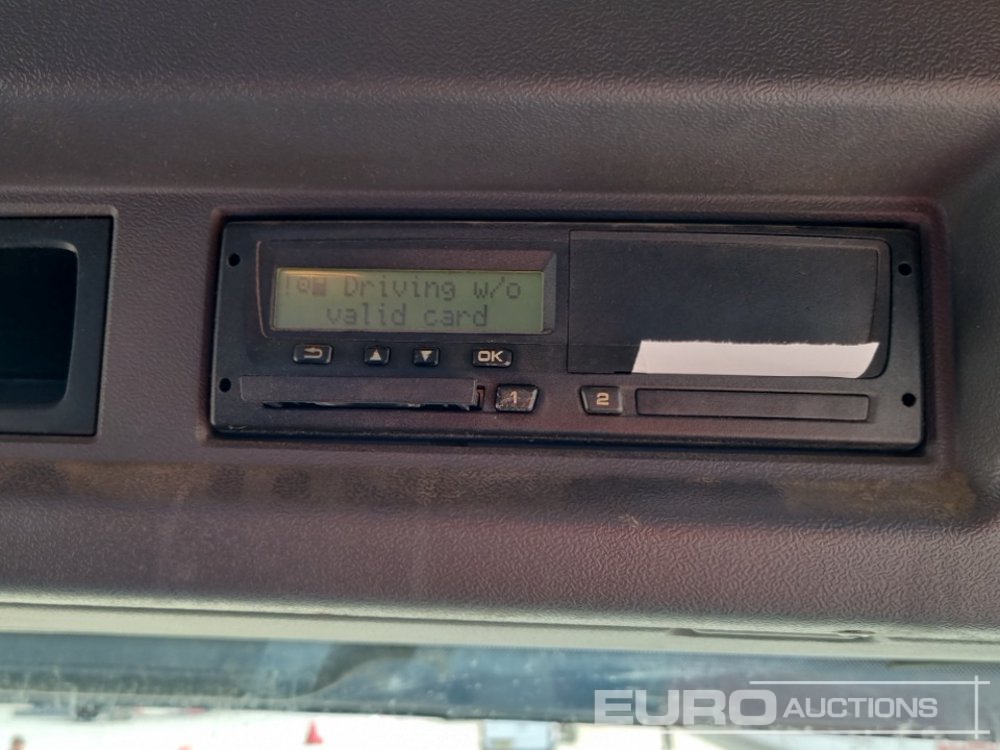 ! Driving w/o
valid card
OK
1
2
EURO AUCTIONS